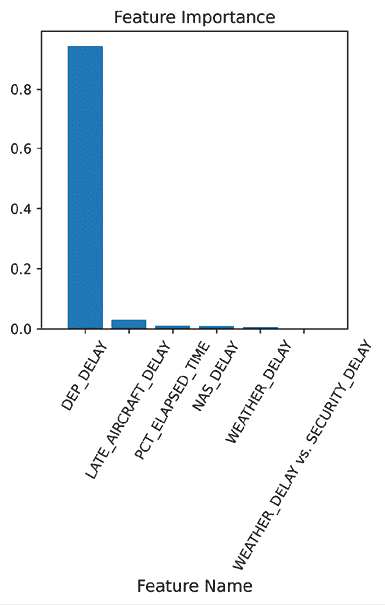 Feature Importance
0.8
0.6
0.4
0.2
0.0
DEP_DELAY
LATE_AIRCRAFT_DELAY
PCT_ELAPSED_TIME
NAS_DELAY
WEATHER_DELAY
WEATHER_DELAY vs. SECURITY_DELAY
Feature Name